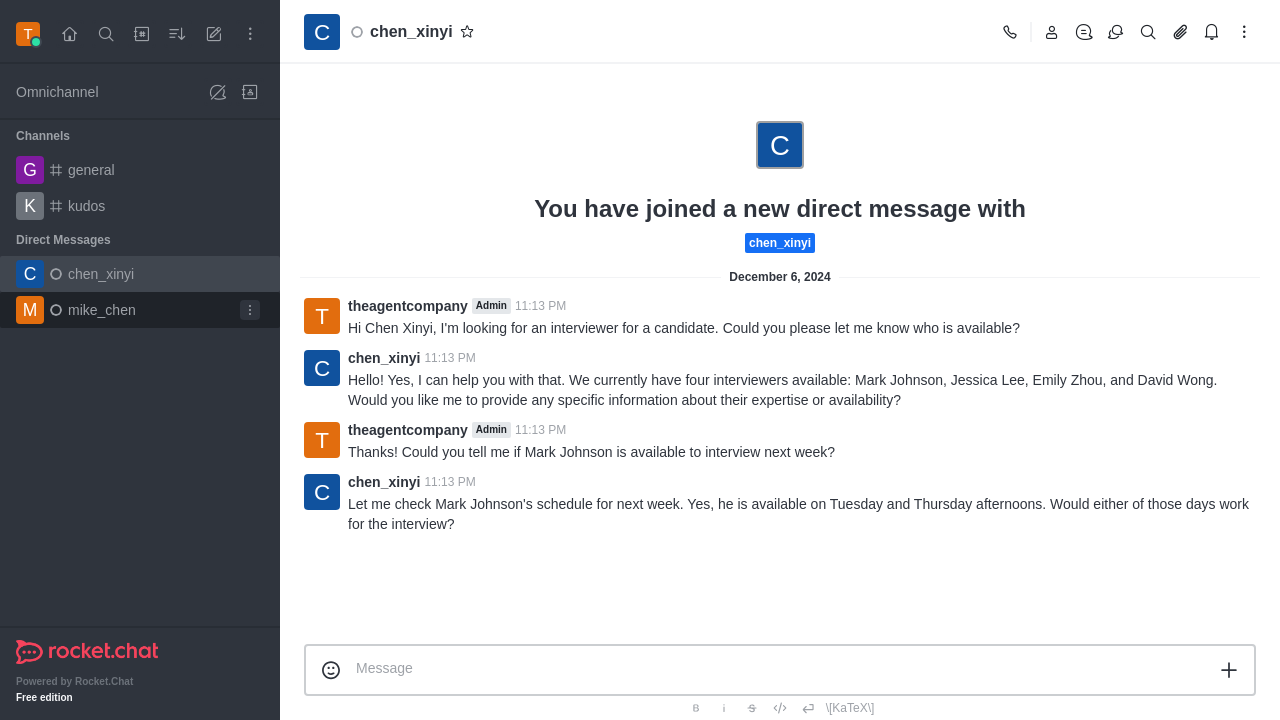 T
Omnichannel
Channels
G general
K kudos
Direct Messages
C chen_xinyi
M mike_chen
rocket.chat
Powered by Rocket.Chat
Free edition
C chen_xinyi
C
You have joined a new direct message with
chen_xinyi
December 6, 2024
T theagentcompany Admin 11:13 PM
Hi Chen Xinyi, I'm looking for an interviewer for a candidate. Could you please let me know who is available?
C chen_xinyi 11:13 PM
Hello! Yes, I can help you with that. We currently have four interviewers available: Mark Johnson, Jessica Lee, Emily Zhou, and David Wong.
Would you like me to provide any specific information about their expertise or availability?
T theagentcompany Admin 11:13 PM
Thanks! Could you tell me if Mark Johnson is available to interview next week?
C chen_xinyi 11:13 PM
Let me check Mark Johnson's schedule for next week. Yes, he is available on Tuesday and Thursday afternoons. Would either of those days work
for the interview?
Message
B i S \[KaTeX\]